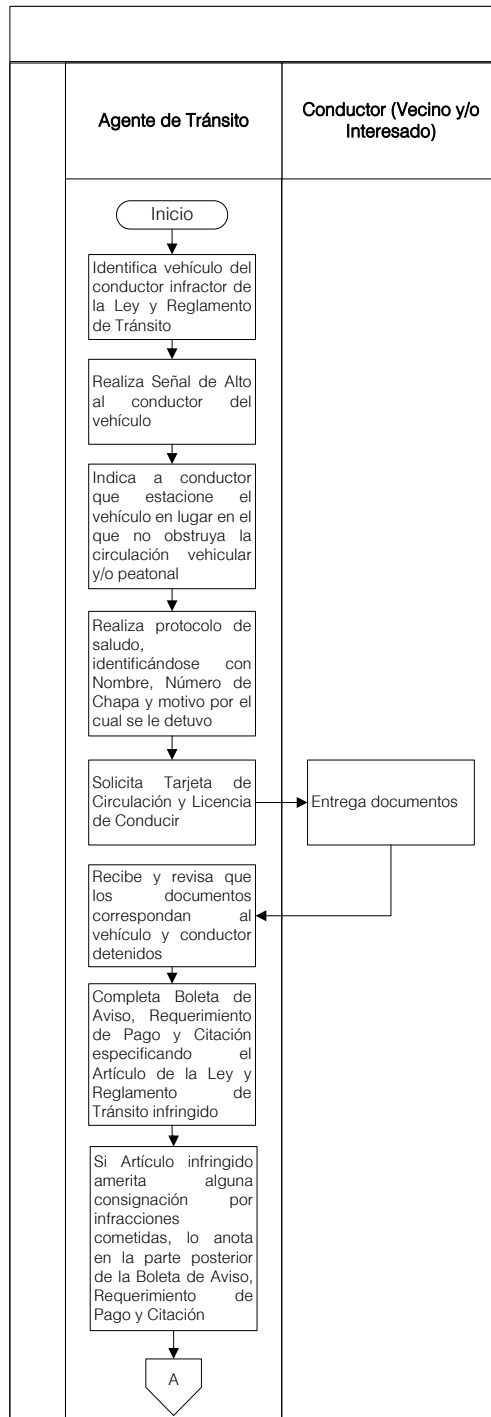 Agente de Tránsito
Conductor (Vecino y/o
Interesado)
Inicio
Identifica vehículo del
conductor infractor de
la Ley y Reglamento
de Tránsito
Realiza Señal de Alto
al conductor del
vehículo
Indica a conductor
que estacione el
vehículo en lugar en el
que no obstruya la
circulación vehicular
y/o peatonal
Realiza protocolo de
saludo,
identificándose con
Nombre, Número de
Chapa y motivo por el
cual se le detuvo
Solicita Tarjeta de
Circulación y Licencia
de Conducir
Entrega documentos
Recibe y revisa que
los documentos
correspondan al
vehículo y conductor
detenidos
Completa Boleta de
Aviso, Requerimiento
de Pago y Citación
especificando el
Artículo de la Ley y
Reglamento de
Tránsito infringido
Si Artículo infringido
amerita alguna
consignación por
infracciones
cometidas, lo anota
en la parte posterior
de la Boleta de Aviso,
Requerimiento de
Pago y Citación
A